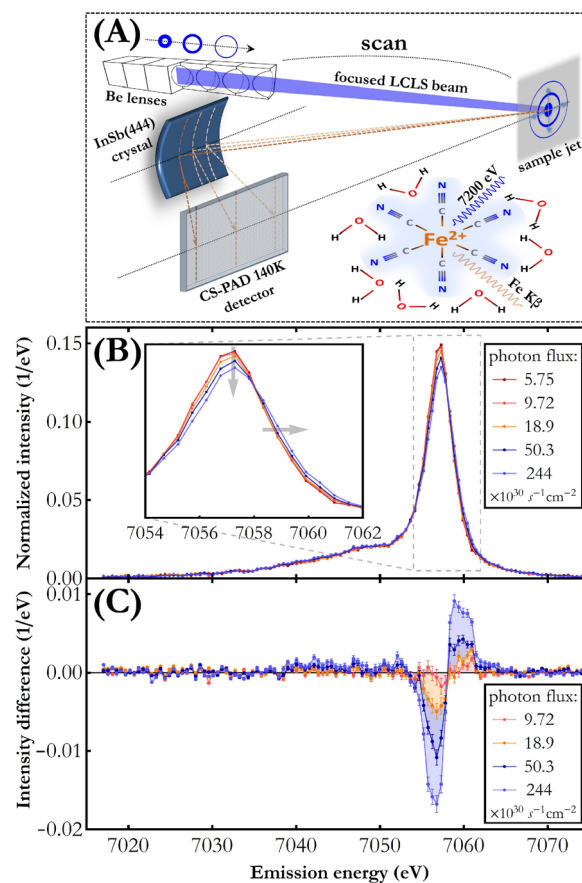 (A)
scan
focused LCLS beam
Be lenses
InSb(444)
crystal
sample jet
CS-PAD 140K
detector
7200 eV
Fe Kβ
Fe2+
N N N N N N
C C C C C C
H O H
H O H
H O H
H O H
H O H
H O H
H O H
(B)
Normalized intensity (1/eV)
0.15
0.10
0.05
0.00
7054 7056 7058 7060 7062
photon flux:
5.75
9.72
18.9
50.3
244
×10^30 s−1cm−2
(C)
Intensity difference (1/eV)
0.01
0.00
−0.01
−0.02
photon flux:
9.72
18.9
50.3
244
×10^30 s−1cm−2
7020 7030 7040 7050 7060 7070
Emission energy (eV)